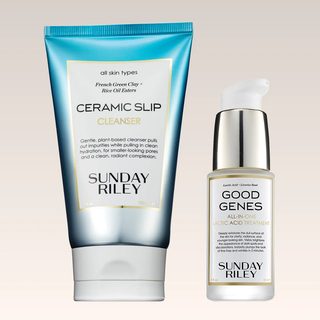 all skin types
French Green Clay +
Rice Oil Esters
CERAMIC SLIP
CLEANSER
Gentle, plant-based cleanser pulls
out impurities while pulling in clean
hydration, for smaller-looking pores
and a clean, radiant complexion.
SUNDAY
RILEY
GOOD
GENES
ALL-IN-ONE
LACTIC ACID TREATMENT
SUNDAY
RILEY